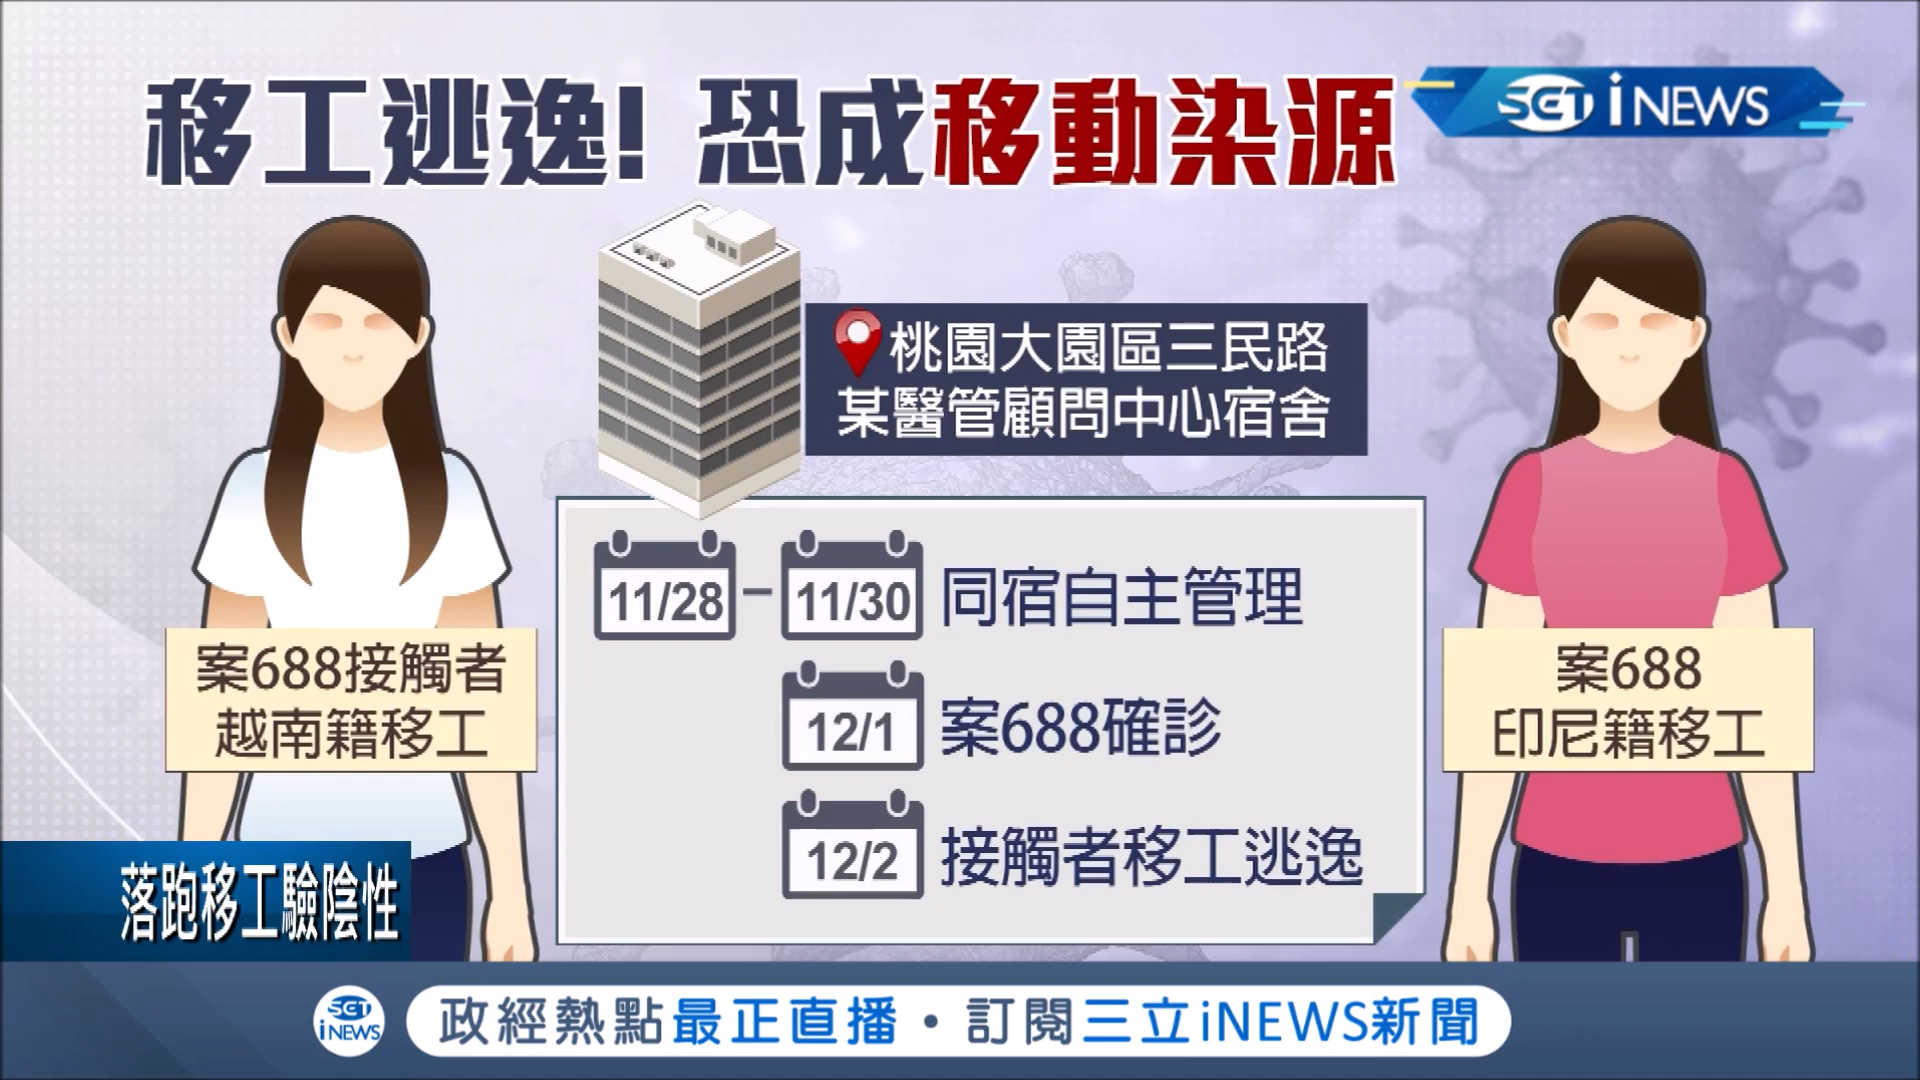 移工逃逸! 恐成移動染源
SET iNEWS
桃園大園區三民路
某醫管顧問中心宿舍
11/28 - 11/30 同宿自主管理
12/1 案688確診
12/2 接觸者移工逃逸
案688接觸者
越南籍移工
案688
印尼籍移工
落跑移工驗陰性
SET iNEWS
政經熱點最正直播・訂閱三立iNEWS新聞